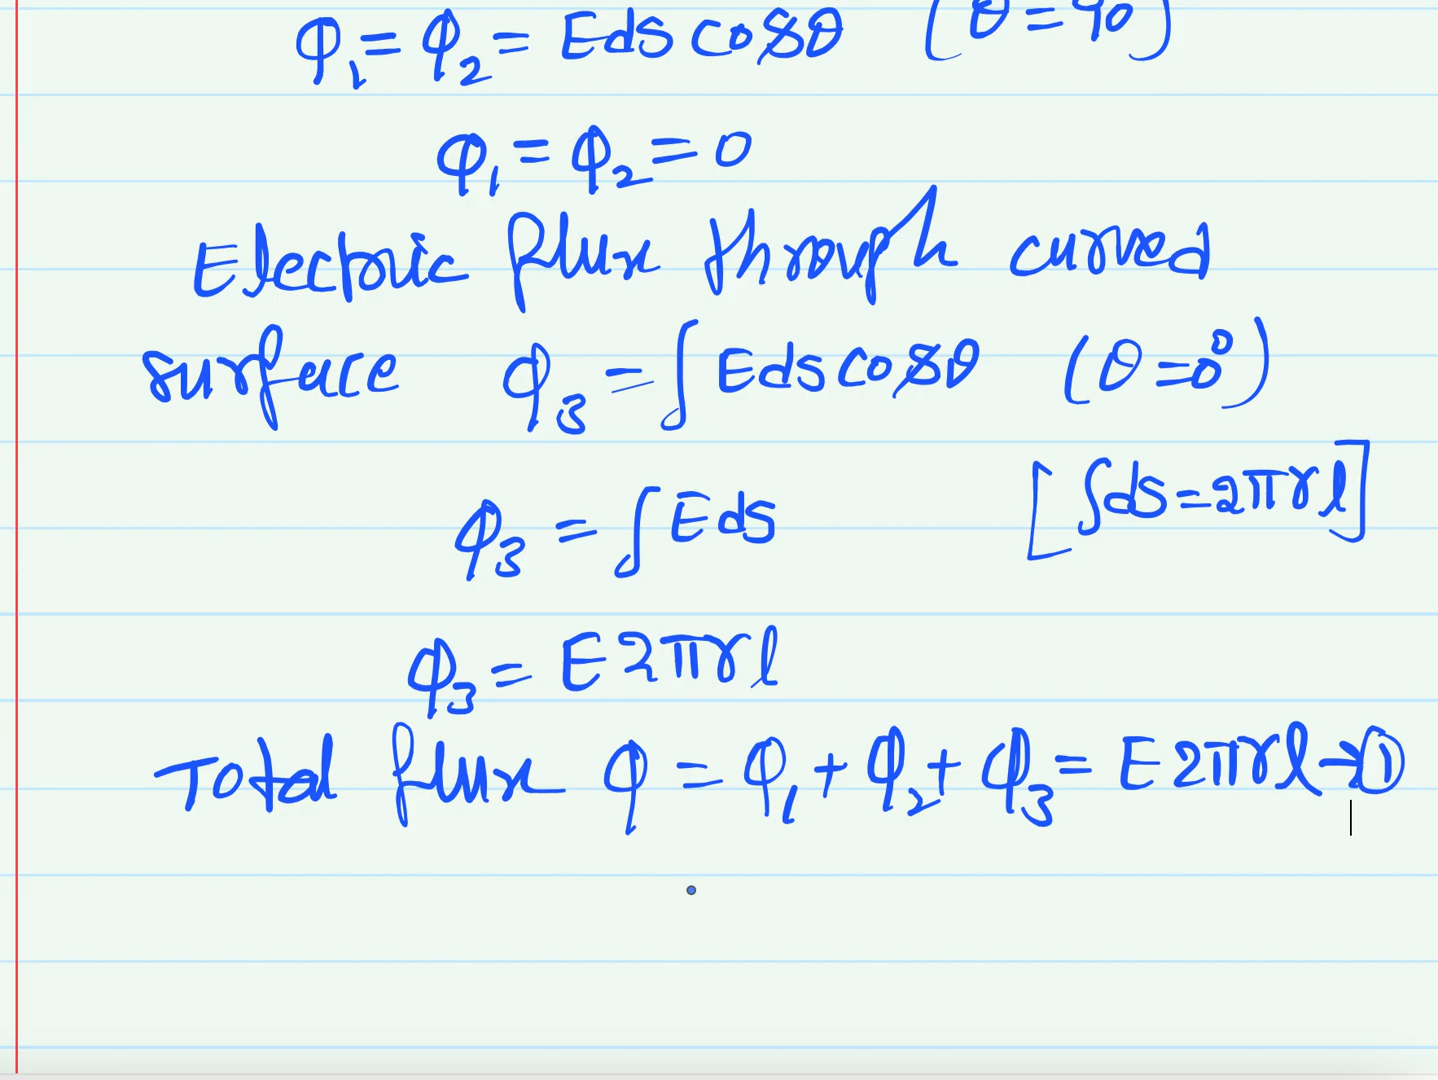 Φ₁ = Φ₂ = Eds cosθ (θ = 90)
Φ₁ = Φ₂ = 0
Electric flux through curved
surface Φ₃ = ∫Eds cosθ (θ = 0°)
Φ₃ = ∫Eds [∫ds = 2πrl]
Φ₃ = E2πrl
Total flux Φ = Φ₁ + Φ₂ + Φ₃ = E2πrl → ①